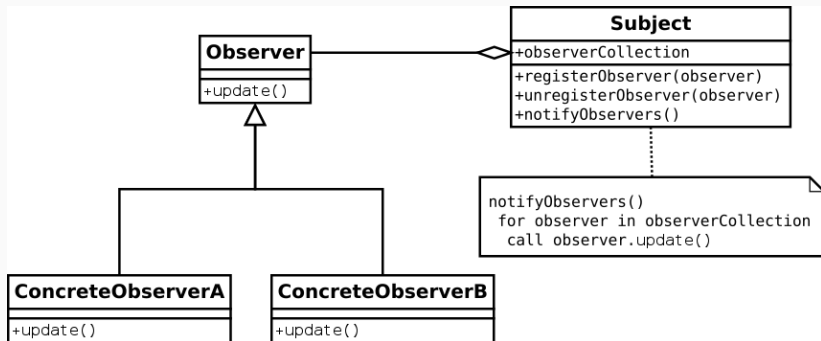 Subject
+observerCollection
+registerObserver(observer)
+unregisterObserver(observer)
+notifyObservers()
Observer
+update()
notifyObservers()
for observer in observerCollection
call observer.update()
ConcreteObserverA
+update()
ConcreteObserverB
+update()